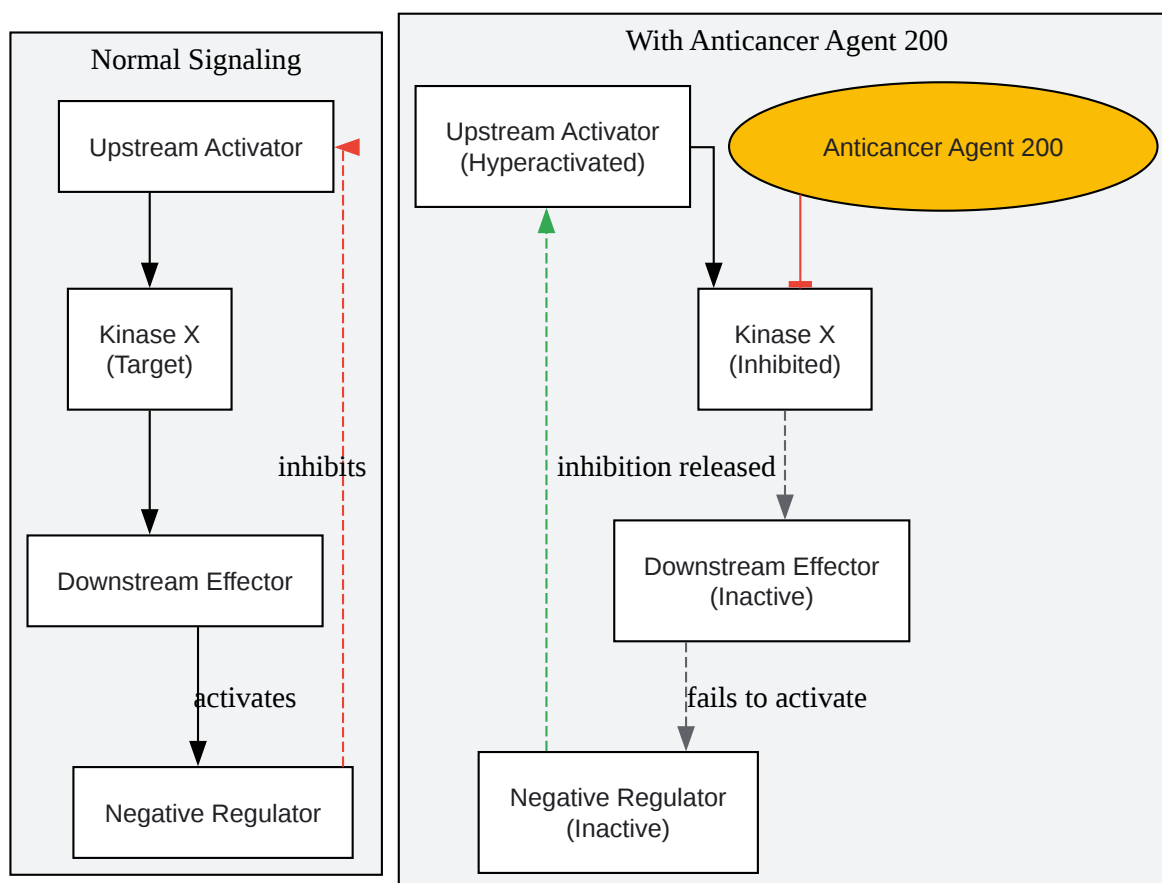 Normal Signaling
Upstream Activator
Kinase X
(Target)
inhibits
Downstream Effector
activates
Negative Regulator
With Anticancer Agent 200
Upstream Activator
(Hyperactivated)
Anticancer Agent 200
Kinase X
(Inhibited)
inhibition released
Downstream Effector
(Inactive)
fails to activate
Negative Regulator
(Inactive)